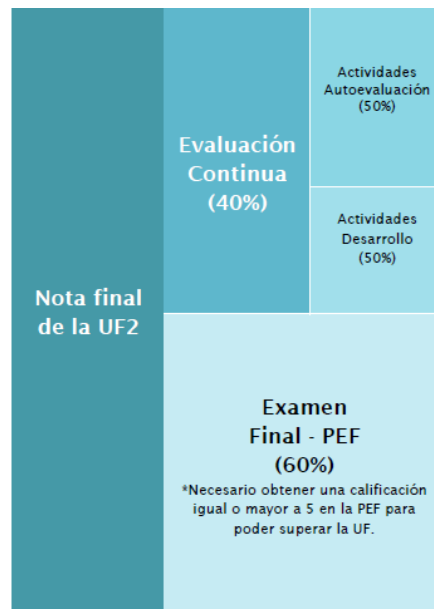 Nota final
de la UF2
Evaluación
Continua
(40%)
Actividades
Autoevaluación
(50%)
Actividades
Desarrollo
(50%)
Examen
Final - PEF
(60%)
*Necesario obtener una calificación
igual o mayor a 5 en la PEF para
poder superar la UF.